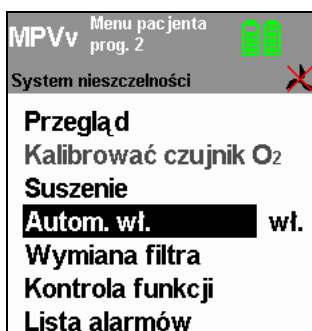 MPVv Menu pacjenta
prog. 2
System nieszczelności
Przegląd
Kalibrować czujnik O2
Suszenie
Autom. wł. wł.
Wymiana filtra
Kontrola funkcji
Lista alarmów